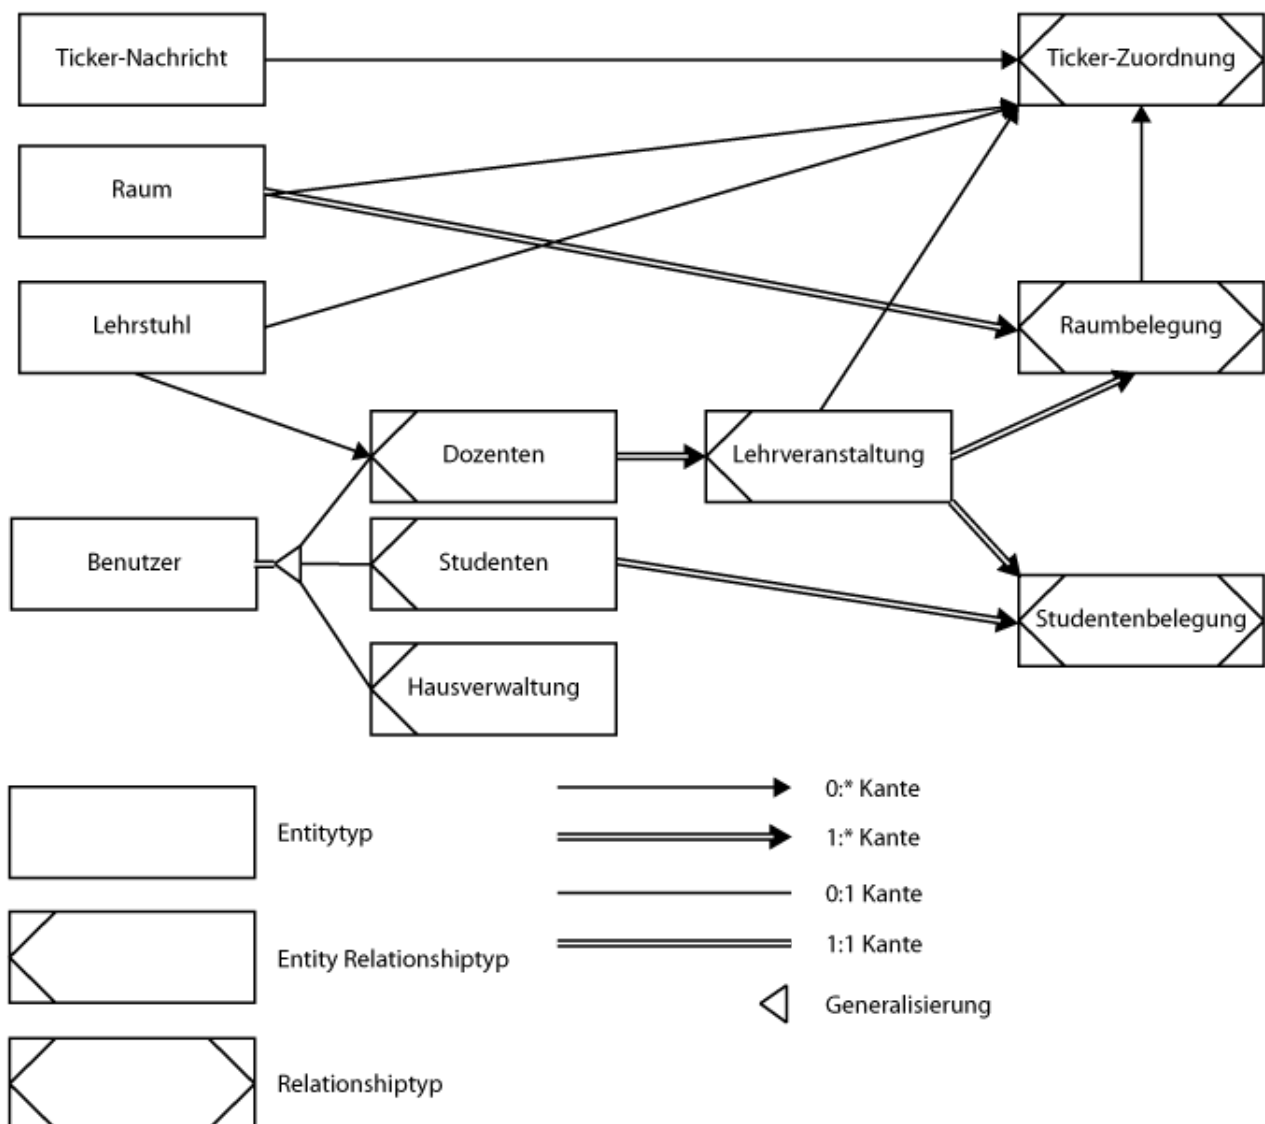 Ticker-Nachricht
Ticker-Zuordnung
Raum
Lehrstuhl
Raumbelegung
Dozenten
Lehrveranstaltung
Benutzer
Studenten
Studentenbelegung
Hausverwaltung
Entitytyp
Entity Relationshiptyp
Relationshiptyp
0:* Kante
1:* Kante
0:1 Kante
1:1 Kante
Generalisierung